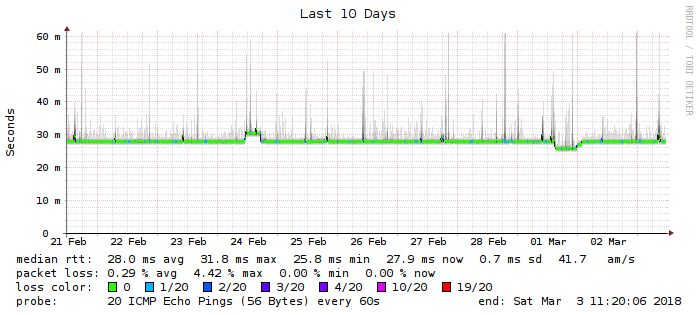 Last 10 Days
RRDTOOL / TOBI OETIKER
Seconds
60 m
50 m
40 m
30 m
20 m
10 m
0
21 Feb 22 Feb 23 Feb 24 Feb 25 Feb 26 Feb 27 Feb 28 Feb 01 Mar 02 Mar
median rtt: 28.0 ms avg 31.8 ms max 25.8 ms min 27.9 ms now 0.7 ms sd 41.7 am/s
packet loss: 0.29 % avg 4.42 % max 0.00 % min 0.00 % now
loss color: 0 1/20 2/20 3/20 4/20 10/20 19/20
probe: 20 ICMP Echo Pings (56 Bytes) every 60s end: Sat Mar 3 11:20:06 2018